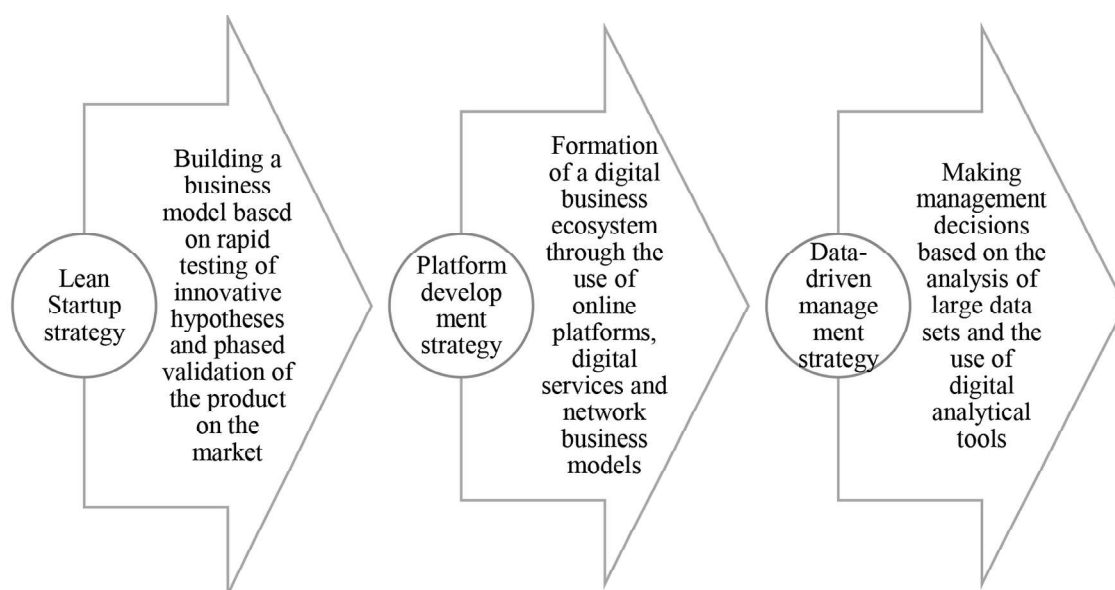 Lean
Startup
strategy
Building a
business
model based
on rapid
testing of
innovative
hypotheses
and phased
validation of
the product
on the
market
Platform
develop
ment
strategy
Formation
of a digital
business
ecosystem
through the
use of
online
platforms,
digital
services and
network
business
models
Data-
driven
manage
ment
strategy
Making
management
decisions
based on the
analysis of
large data
sets and the
use of
digital
analytical
tools